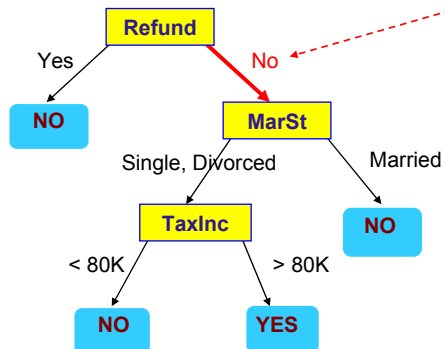 Refund
Yes
No
NO
MarSt
Single, Divorced
Married
TaxInc
NO
< 80K
> 80K
NO
YES